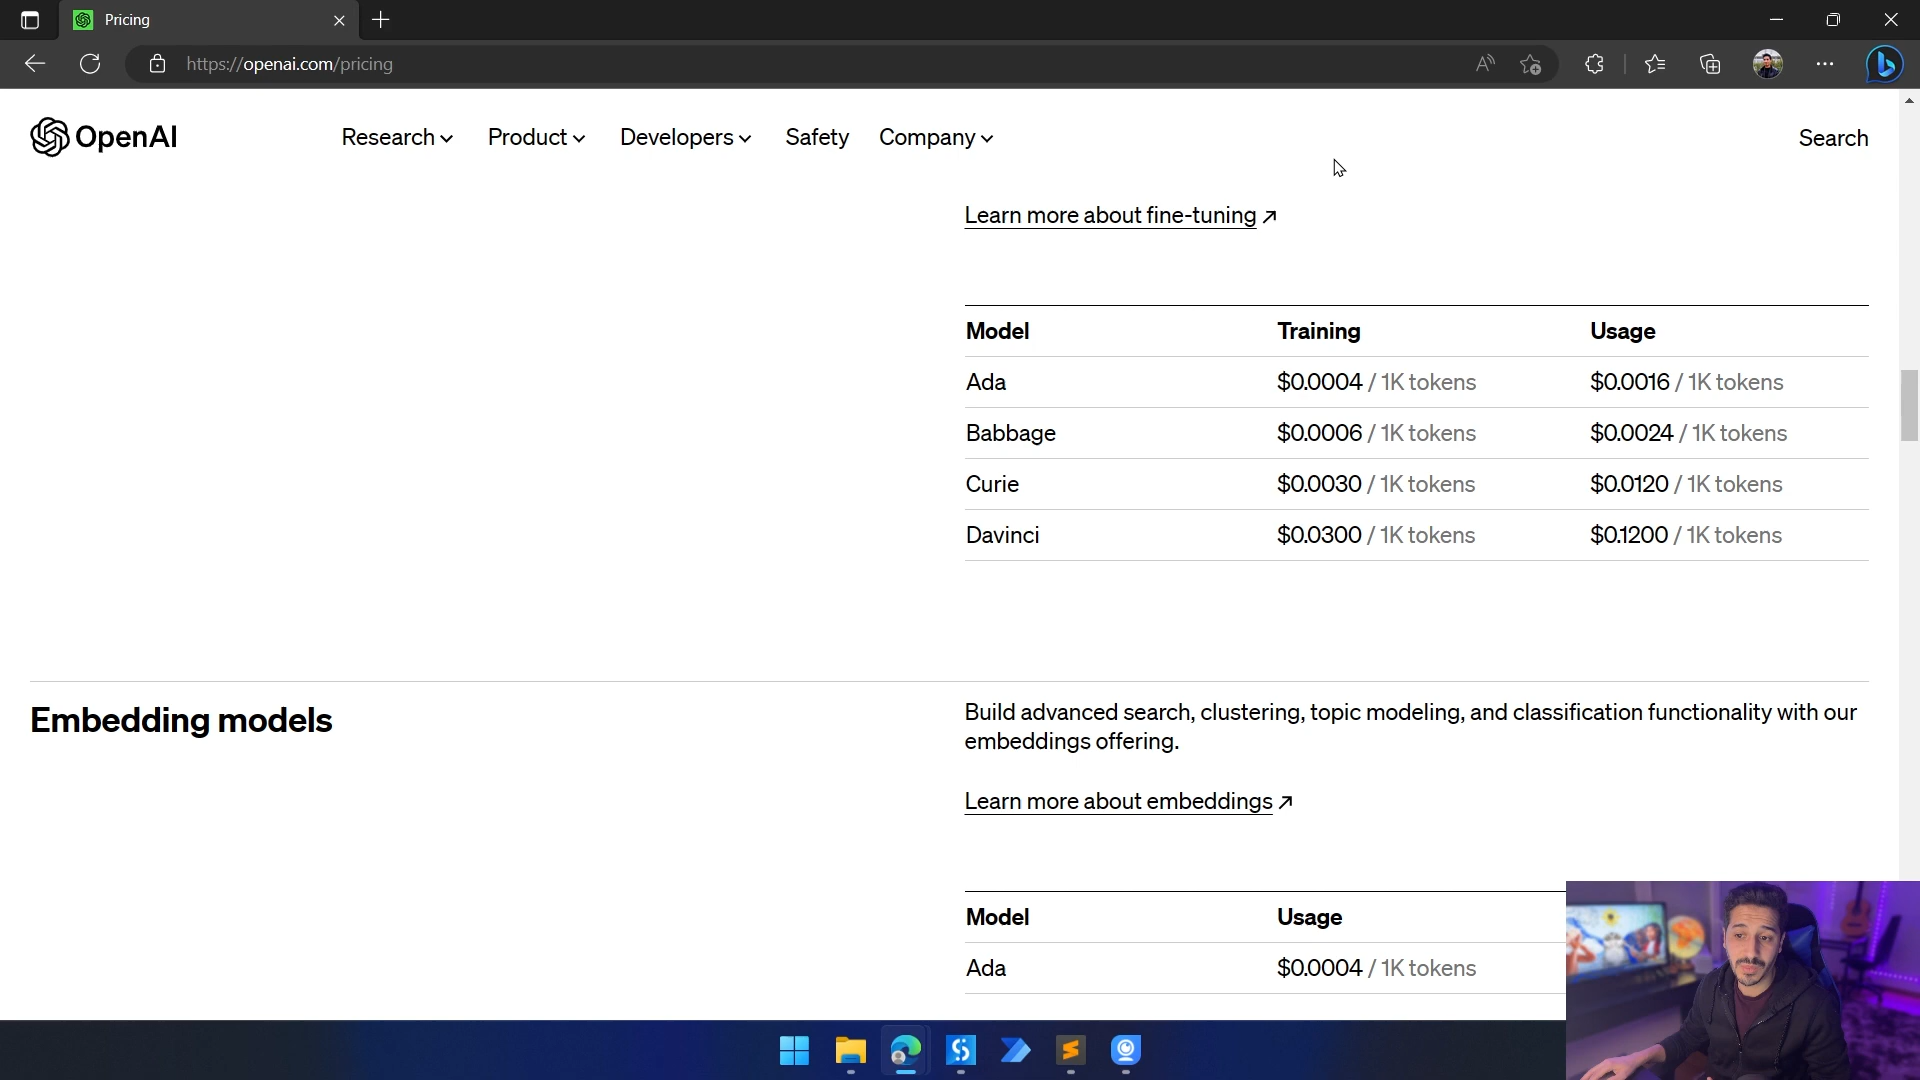 Pricing
https://openai.com/pricing
OpenAI
Research
Product
Developers
Safety
Company
Search
Learn more about fine-tuning
Model Training Usage
Ada $0.0004 / 1K tokens $0.0016 / 1K tokens
Babbage $0.0006 / 1K tokens $0.0024 / 1K tokens
Curie $0.0030 / 1K tokens $0.0120 / 1K tokens
Davinci $0.0300 / 1K tokens $0.1200 / 1K tokens
Embedding models
Build advanced search, clustering, topic modeling, and classification functionality with our
embeddings offering.
Learn more about embeddings
Model Usage
Ada $0.0004 / 1K tokens